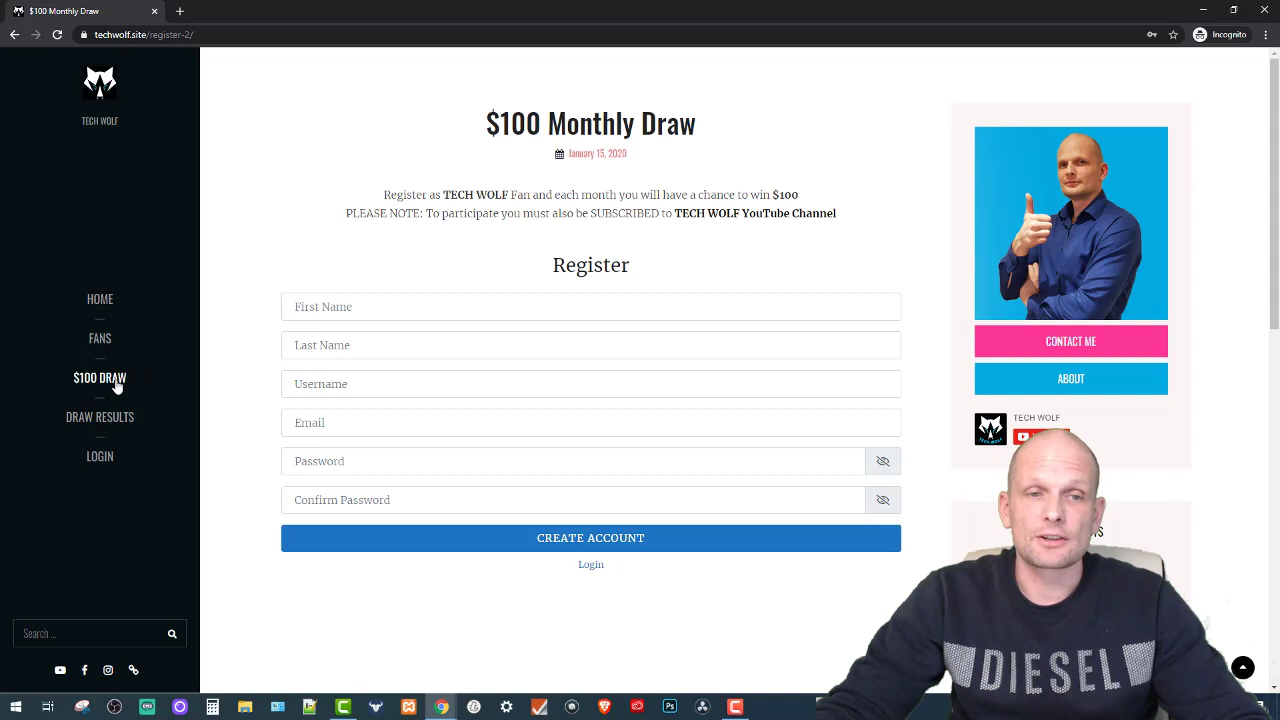 $100 Monthly Draw
techwolf.site/register-2/
Incognito
TECH WOLF
HOME
FANS
$100 DRAW
DRAW RESULTS
LOGIN
Search ...
$100 Monthly Draw
January 15, 2020
Register as TECH WOLF Fan and each month you will have a chance to win $100
PLEASE NOTE: To participate you must also be SUBSCRIBED to TECH WOLF YouTube Channel
Register
First Name
Last Name
Username
Email
Password
Confirm Password
CREATE ACCOUNT
Login
CONTACT ME
ABOUT
TECH WOLF
DIESEL